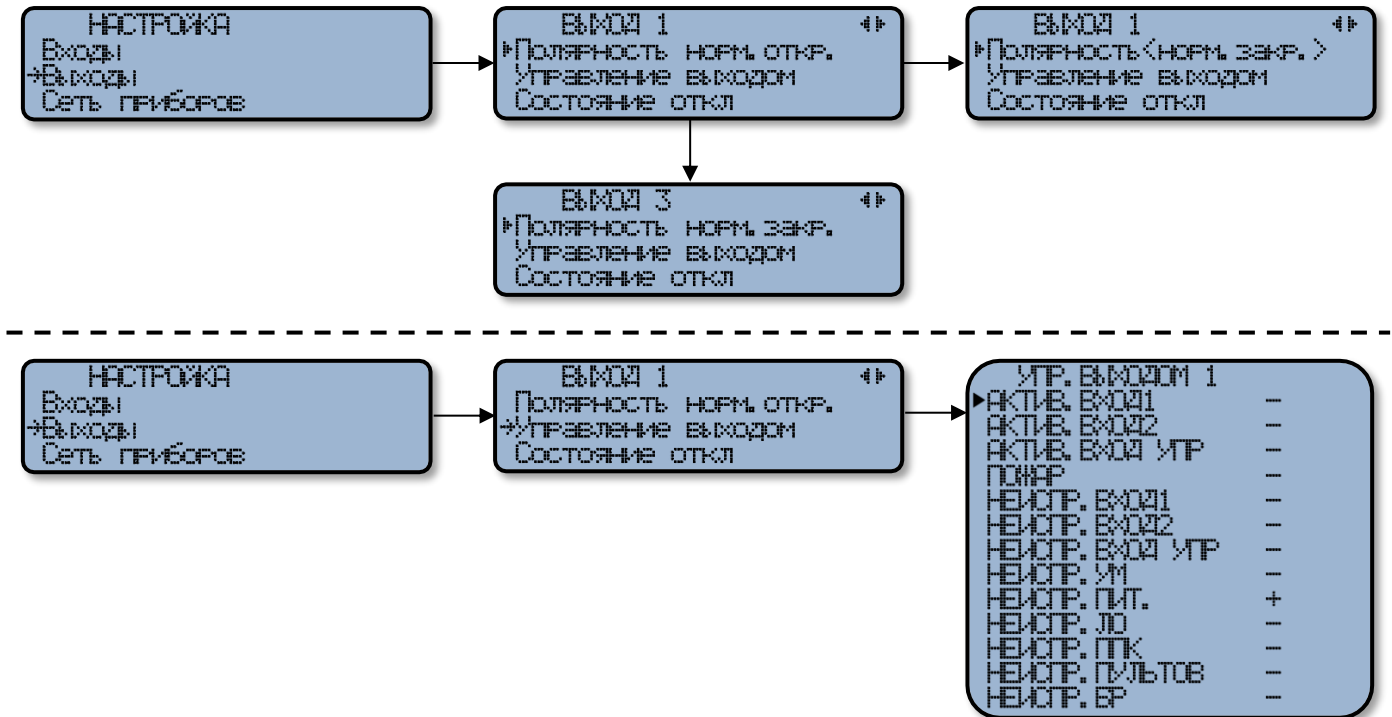 НАСТРОЙКА
Входы
Выходы
Сеть приборов
ВЫХОД 1
Полярность норм.откр.
Управление выходом
Состояние откл
ВЫХОД 1
Полярность<норм.закр.>
Управление выходом
Состояние откл
ВЫХОД 3
Полярность норм.закр.
Управление выходом
Состояние откл
НАСТРОЙКА
Входы
Выходы
Сеть приборов
ВЫХОД 1
Полярность норм.откр.
Управление выходом
Состояние откл
УПР.ВЫХОДОМ 1
АКТИВ.ВХОД1 –
АКТИВ.ВХОД2 –
АКТИВ.ВХОД УПР –
ПОЖАР –
НЕИСПР.ВХОД1 –
НЕИСПР.ВХОД2 –
НЕИСПР.ВХОД УПР –
НЕИСПР.УМ –
НЕИСПР.ПИТ. +
НЕИСПР.ЛО –
НЕИСПР.ППК –
НЕИСПР.ПУЛЬТОВ –
НЕИСПР.БР –